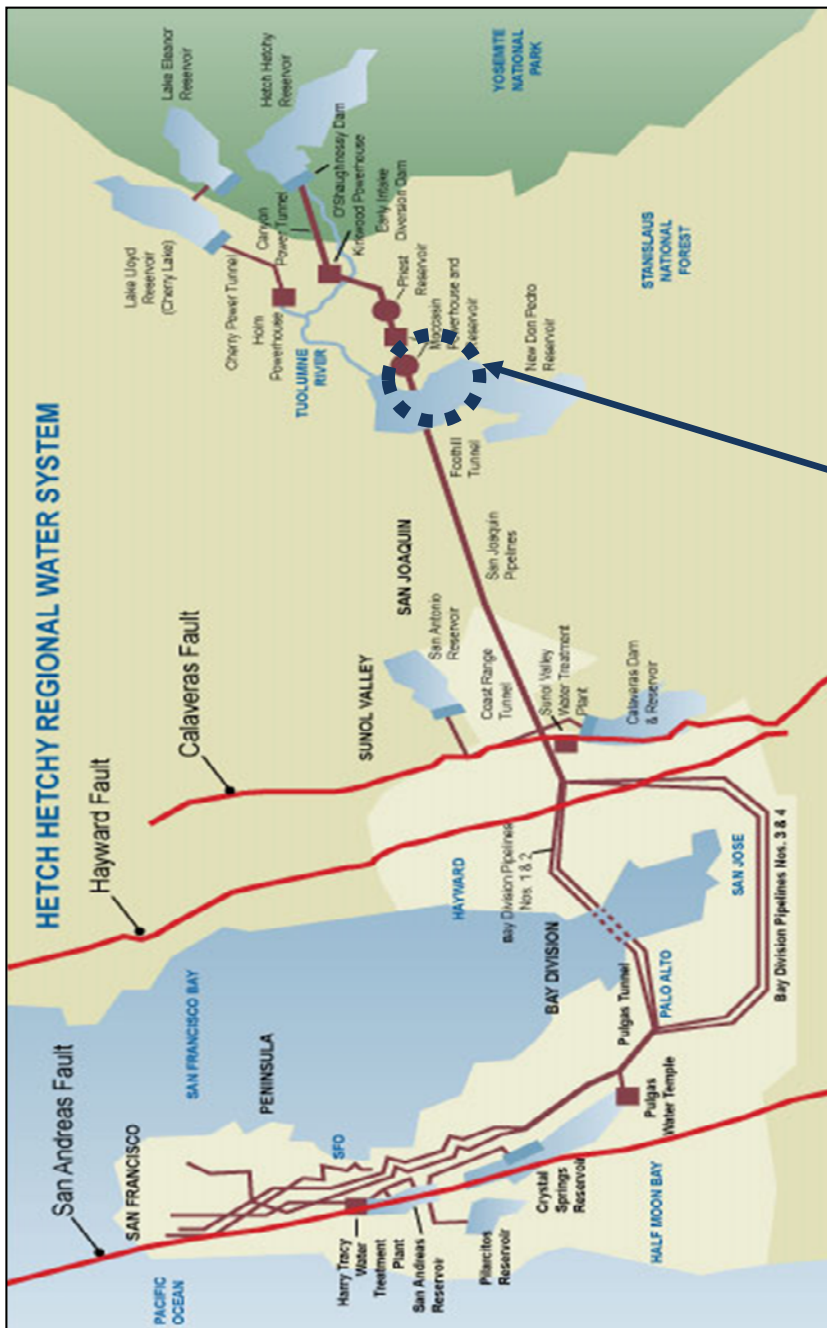 HETCH HETCHY REGIONAL WATER SYSTEM
San Andreas Fault
Hayward Fault
Calaveras Fault
PACIFIC
OCEAN
SAN FRANCISCO
SAN FRANCISCO BAY
PENINSULA
SFO
Harry Tracy
Water
Treatment
Plant
San Andreas
Reservoir
Pilarcitos
Reservoir
Crystal
Springs
Reservoir
HALF MOON BAY
Pulgas
Water Temple
Pulgas Tunnel
PALO ALTO
BAY DIVISION
HAYWARD
Bay Division Pipelines
Nos. 1 & 2
SAN JOSE
Bay Division Pipelines Nos. 3 & 4
SUNOL VALLEY
San Antonio
Reservoir
Coast Range
Tunnel
Sunol Valley
Water Treatment
Plant
Calaveras Dam
& Reservoir
SAN JOAQUIN
San Joaquin
Pipelines
Foothill
Tunnel
TUOLUMNE
RIVER
New Don Pedro
Reservoir
Moccasin
Powerhouse and
Reservoir
Priest
Reservoir
Holm
Powerhouse
Cherry Power Tunnel
Lake Lloyd
Reservoir
(Cherry Lake)
Canyon
Power Tunnel
Kirkwood Powerhouse
Early Intake
Diversion Dam
O'Shaughnessy Dam
Lake Eleanor
Reservoir
Hetch Hetchy
Reservoir
STANISLAUS
NATIONAL
FOREST
YOSEMITE
NATIONAL
PARK